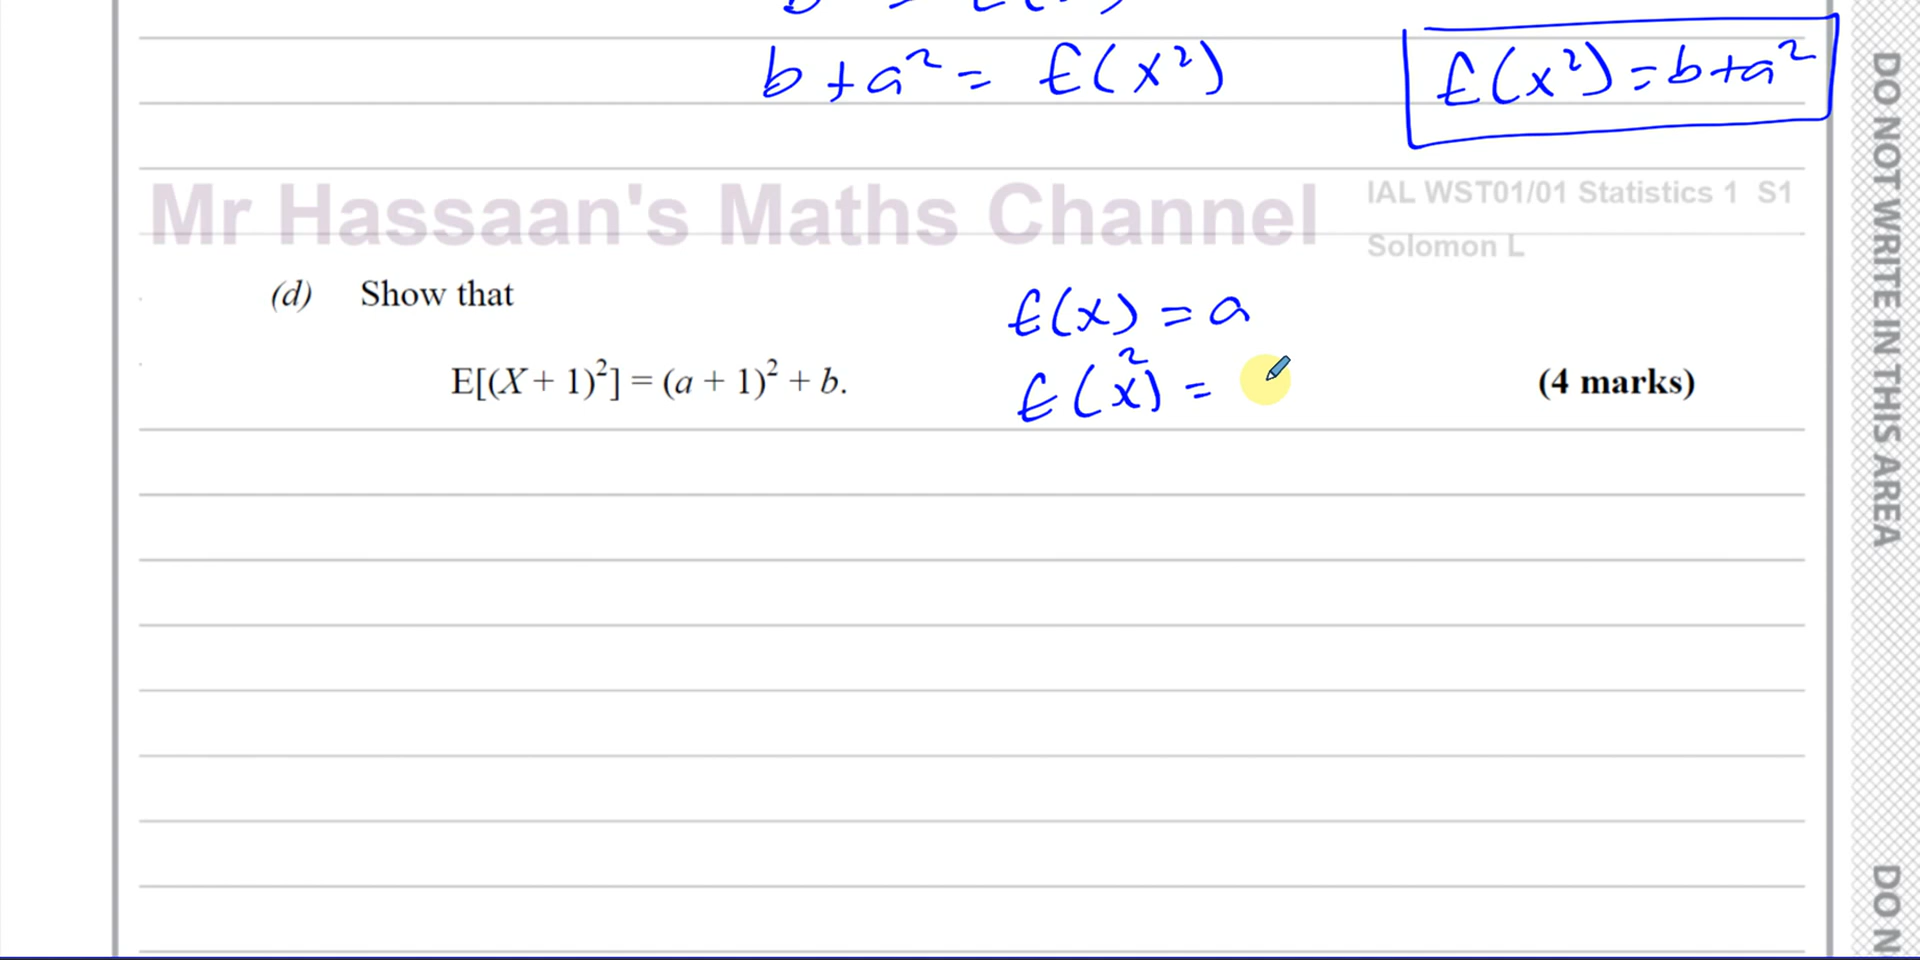 b + a² = E(x²)
E(x²) = b + a²
Mr Hassaan's Maths Channel
IAL WST01/01 Statistics 1 S1
Solomon L
(d) Show that
E(x) = a
E[(X + 1)² ] = (a + 1)² + b.
E(x²) =
(4 marks)
DO NOT WRITE IN THIS AREA
DO N